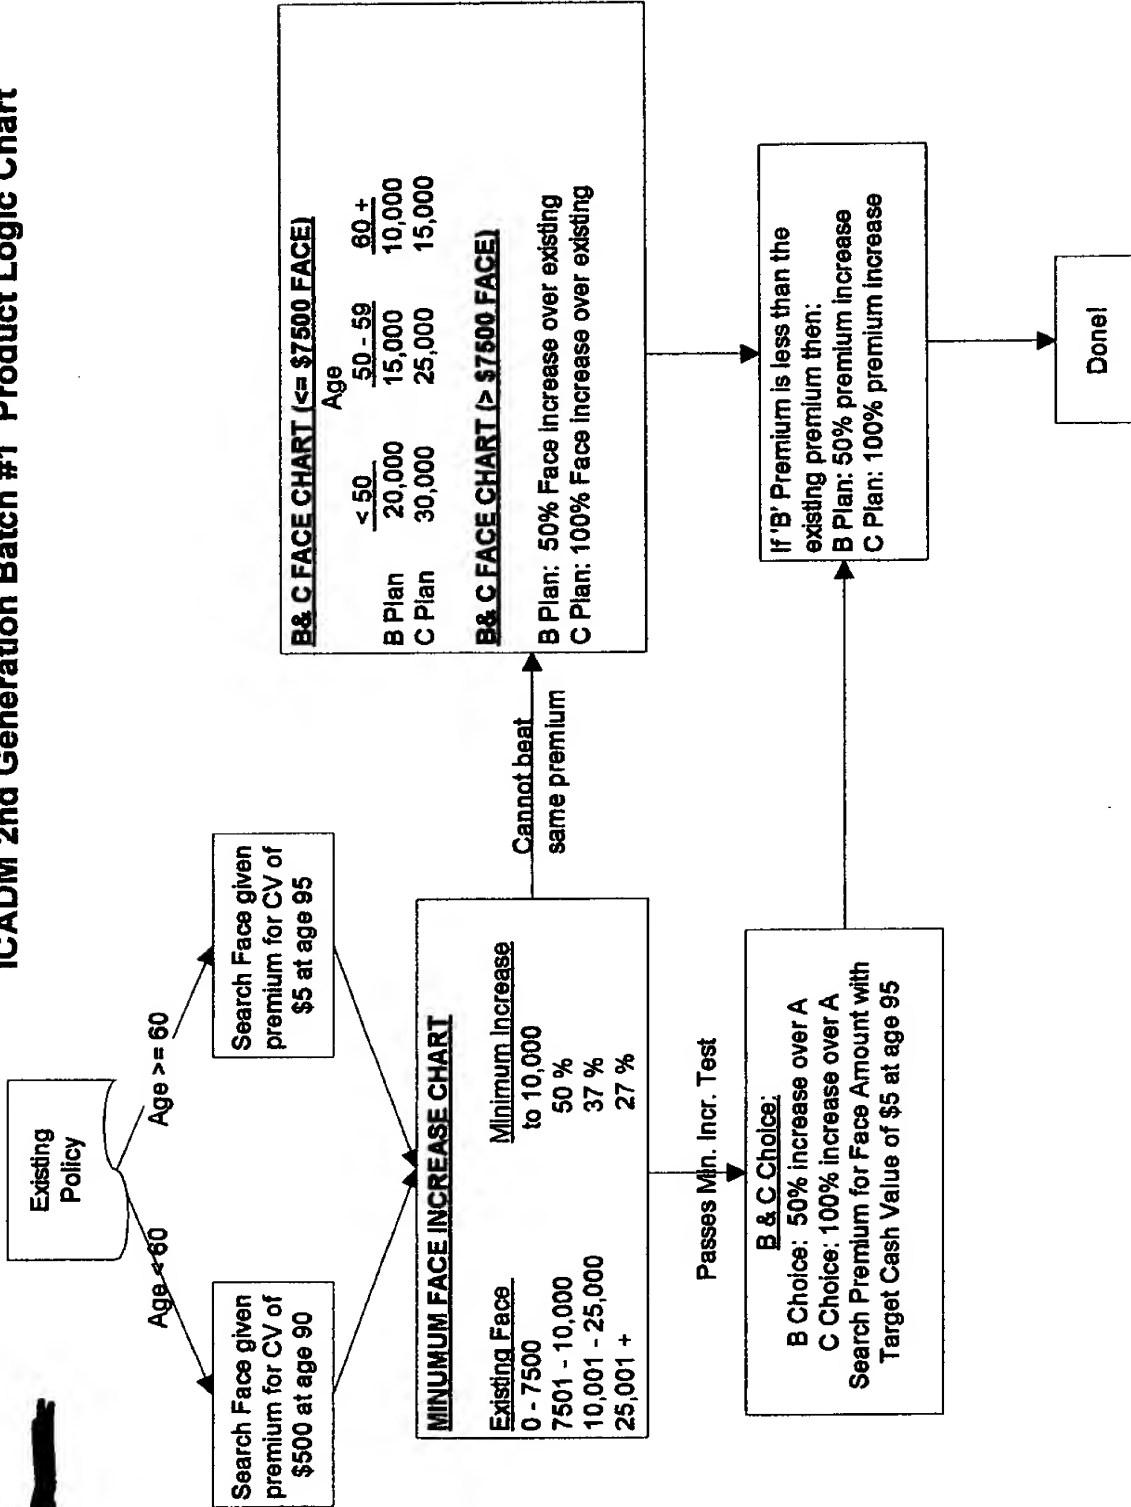 ICADM 2nd Generation Batch #1 Product Logic Chart
Existing
Policy
Age < 60
Age >= 60
Search Face given
premium for CV of
$500 at age 90
Search Face given
premium for CV of
$5 at age 95
MINUMUM FACE INCREASE CHART
Existing Face Minimum Increase
0 - 7500 to 10,000
7501 - 10,000 50 %
10,001 - 25,000 37 %
25,001 + 27 %
Cannot beat
same premium
B& C FACE CHART (<= $7500 FACE)
Age
< 50 50 - 59 60 +
B Plan 20,000 15,000 10,000
C Plan 30,000 25,000 15,000
B& C FACE CHART (> $7500 FACE)
B Plan: 50% Face increase over existing
C Plan: 100% Face increase over existing
Passes Min. Incr. Test
B & C Choice:
B Choice: 50% increase over A
C Choice: 100% increase over A
Search Premium for Face Amount with
Target Cash Value of $5 at age 95
If 'B' Premium is less than the
existing premium then:
B Plan: 50% premium increase
C Plan: 100% premium increase
Done!